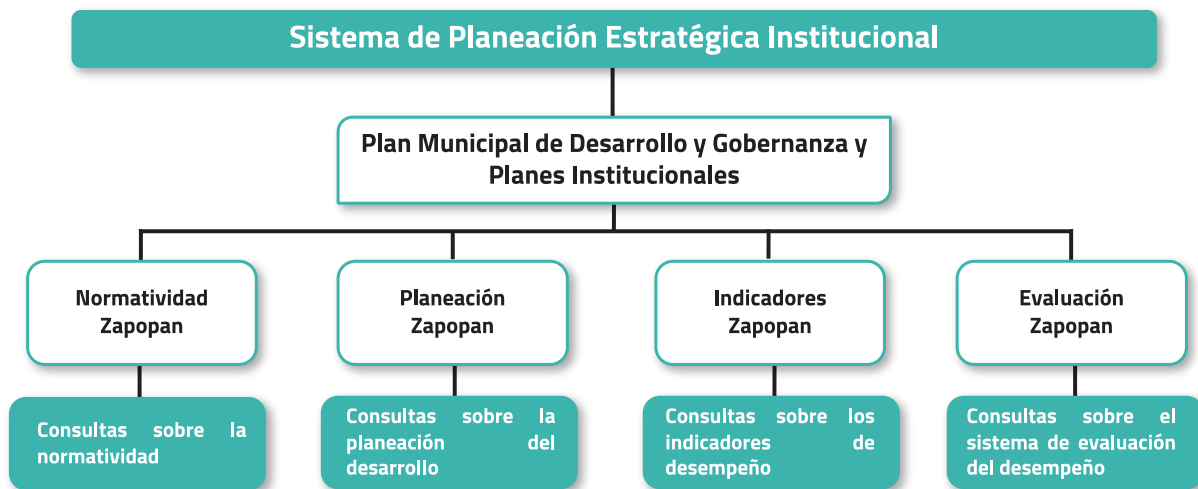 Sistema de Planeación Estratégica Institucional
Plan Municipal de Desarrollo y Gobernanza y
Planes Institucionales
Normatividad
Zapopan
Planeación
Zapopan
Indicadores
Zapopan
Evaluación
Zapopan
Consultas sobre la
normatividad
Consultas sobre la
planeación del
desarrollo
Consultas sobre los
indicadores de
desempeño
Consultas sobre el
sistema de evaluación
del desempeño